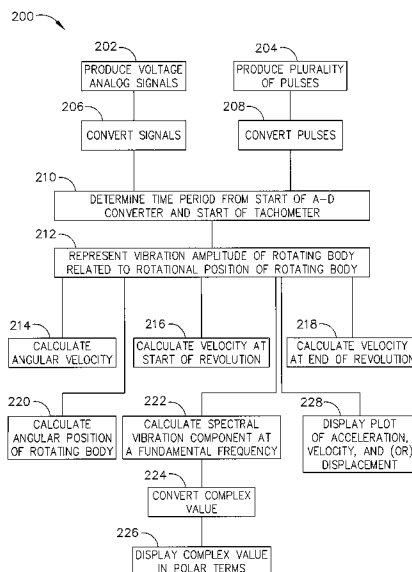 200
202
204
PRODUCE VOLTAGE
ANALOG SIGNALS
PRODUCE PLURALITY
OF PULSES
206
208
CONVERT SIGNALS
CONVERT PULSES
210
DETERMINE TIME PERIOD FROM START OF A-D
CONVERTER AND START OF TACHOMETER
212
REPRESENT VIBRATION AMPLITUDE OF ROTATING BODY
RELATED TO ROTATIONAL POSITION OF ROTATING BODY
214
216
218
CALCULATE
ANGULAR VELOCITY
CALCULATE VELOCITY AT
START OF REVOLUTION
CALCULATE VELOCITY
AT END OF REVOLUTION
220
222
228
CALCULATE
ANGULAR POSITION
OF ROTATING BODY
CALCULATE SPECTRAL
VIBRATION COMPONENT AT
A FUNDAMENTAL FREQUENCY
DISPLAY PLOT
OF ACCELERATION,
VELOCITY, AND (OR)
DISPLACEMENT
224
CONVERT COMPLEX
VALUE
226
DISPLAY COMPLEX VALUE
IN POLAR TERMS